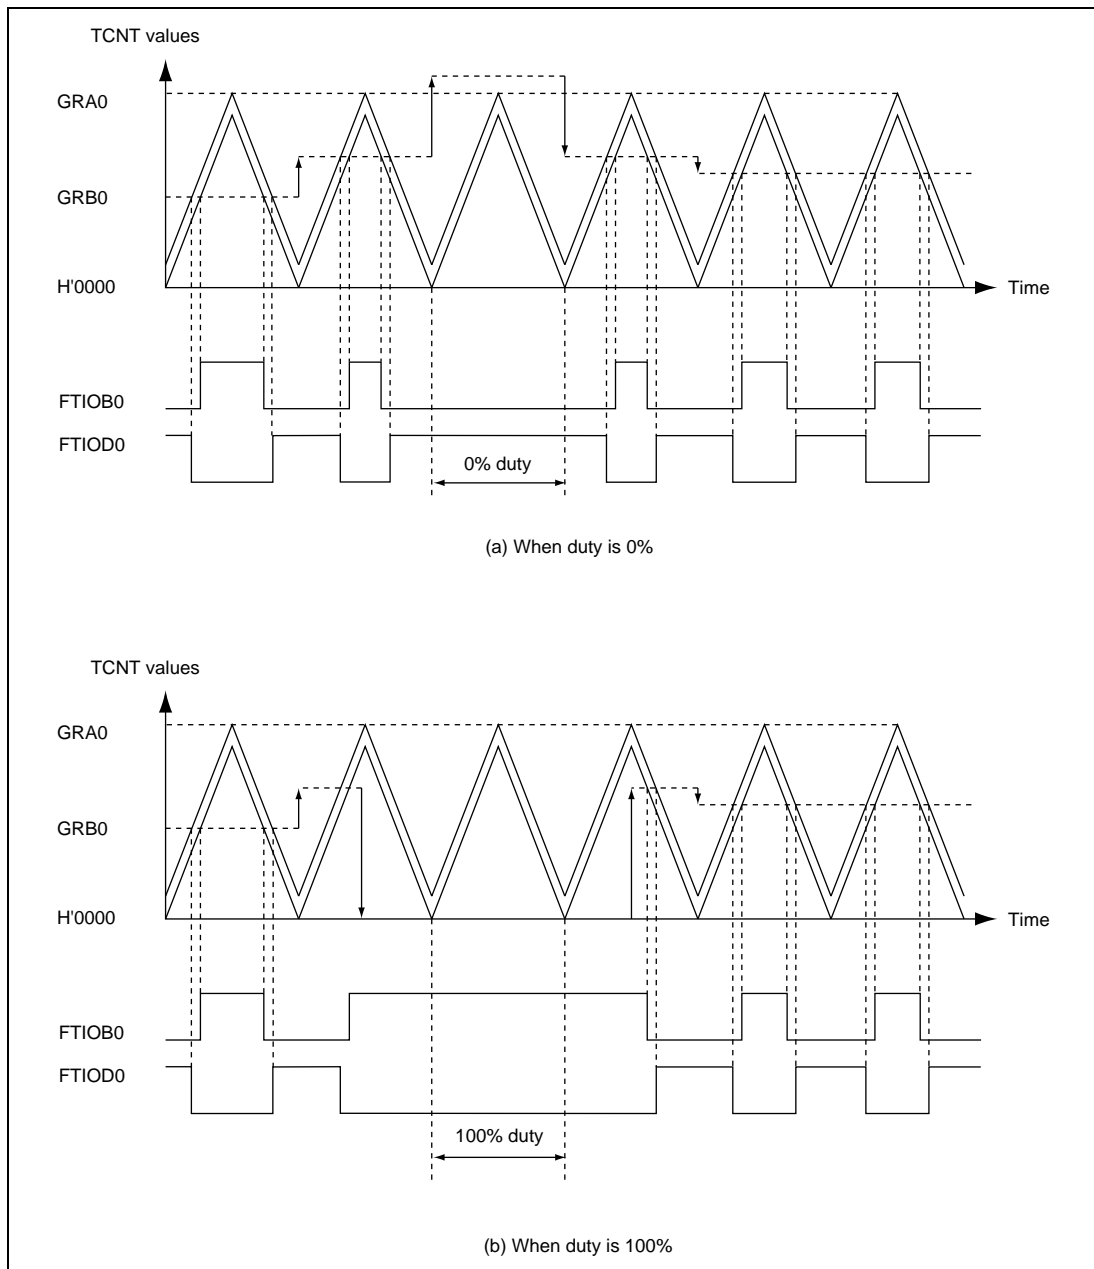 TCNT values
GRA0
GRB0
H'0000
Time
FTIOB0
FTIOD0
0% duty
(a) When duty is 0%
TCNT values
GRA0
GRB0
H'0000
Time
FTIOB0
FTIOD0
100% duty
(b) When duty is 100%